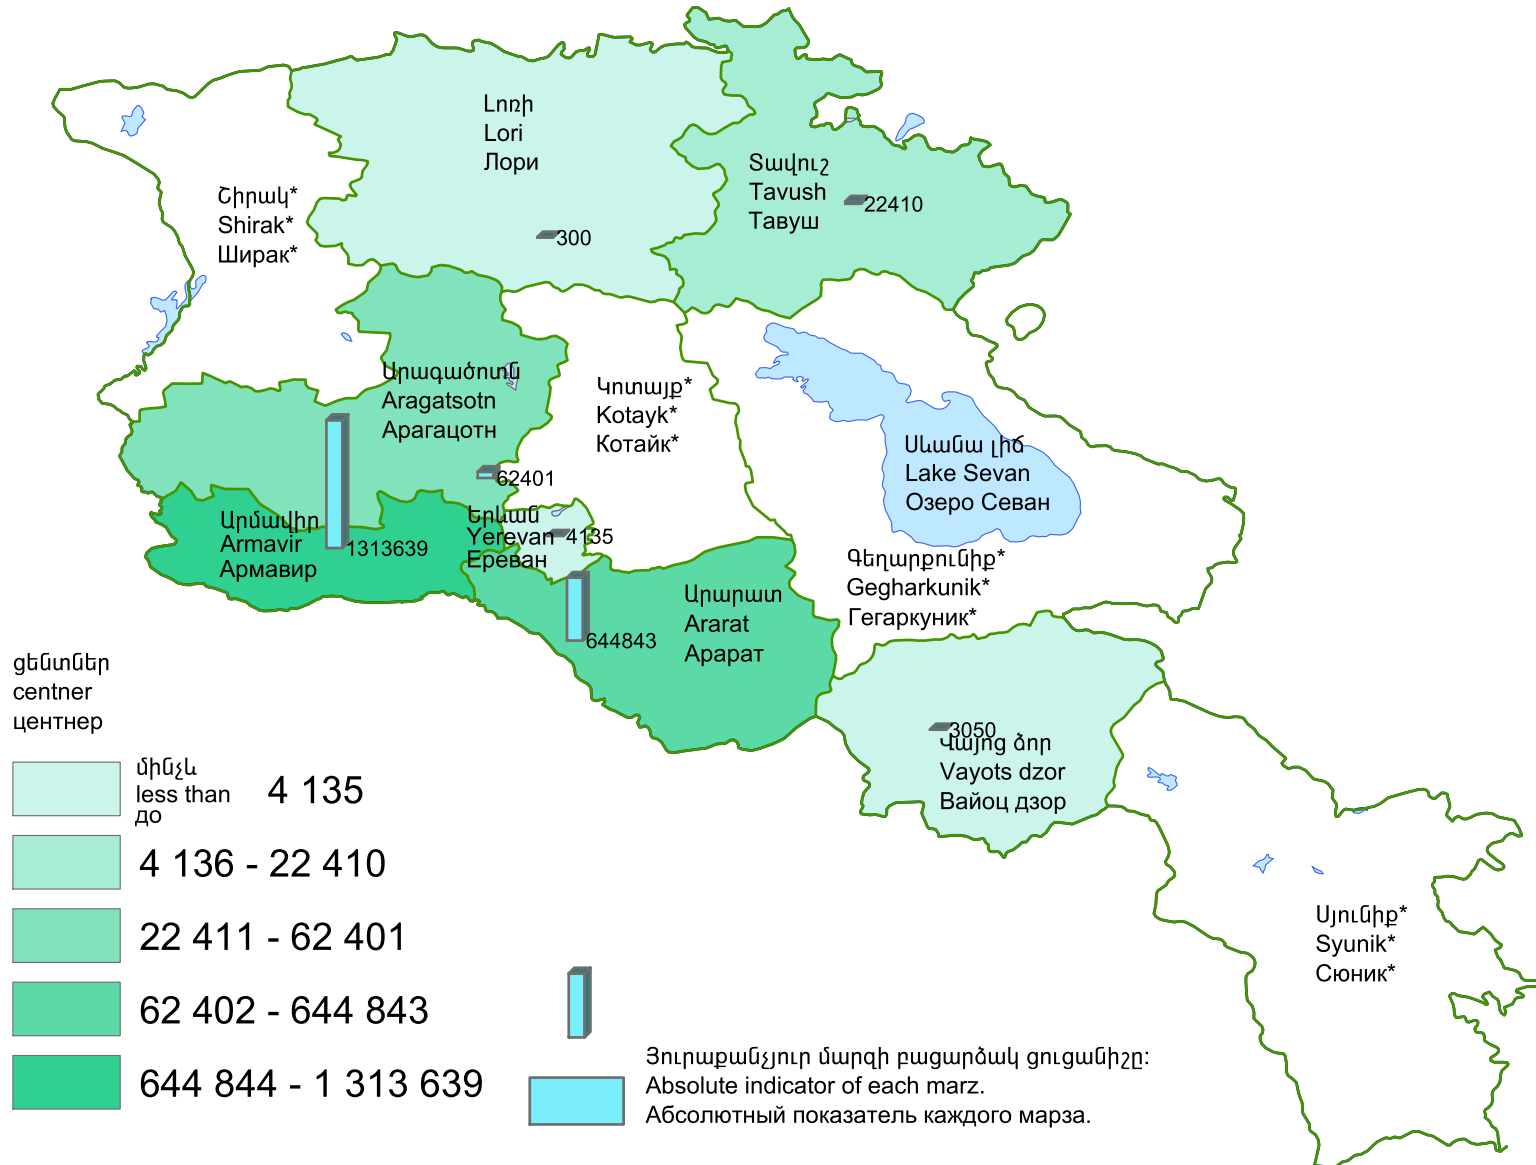 Լոռի
Lori
Лори
300
Տավուշ
Tavush
Тавуш
22410
Շիրակ*
Shirak*
Ширак*
Արագածոտն
Aragatsotn
Арагацотн
62401
Կոտայք*
Kotayk*
Котайк*
Սևանա լիճ
Lake Sevan
Озеро Севан
Արմավիր
Armavir
Армавир
1313639
Երևան
Yerevan
Ереван
4135
Գեղարքունիք*
Gegharkunik*
Гегаркуник*
Արարատ
Ararat
Арарат
644843
3050
Վայոց ձոր
Vayots dzor
Вайоц дзор
Սյունիք*
Syunik*
Сюник*
ցենտներ
centner
центнер
մինչև
less than
до
4 135
4 136 - 22 410
22 411 - 62 401
62 402 - 644 843
644 844 - 1 313 639
Յուրաքանչյուր մարզի բացարձակ ցուցանիշը:
Absolute indicator of each marz.
Абсолютный показатель каждого марза.